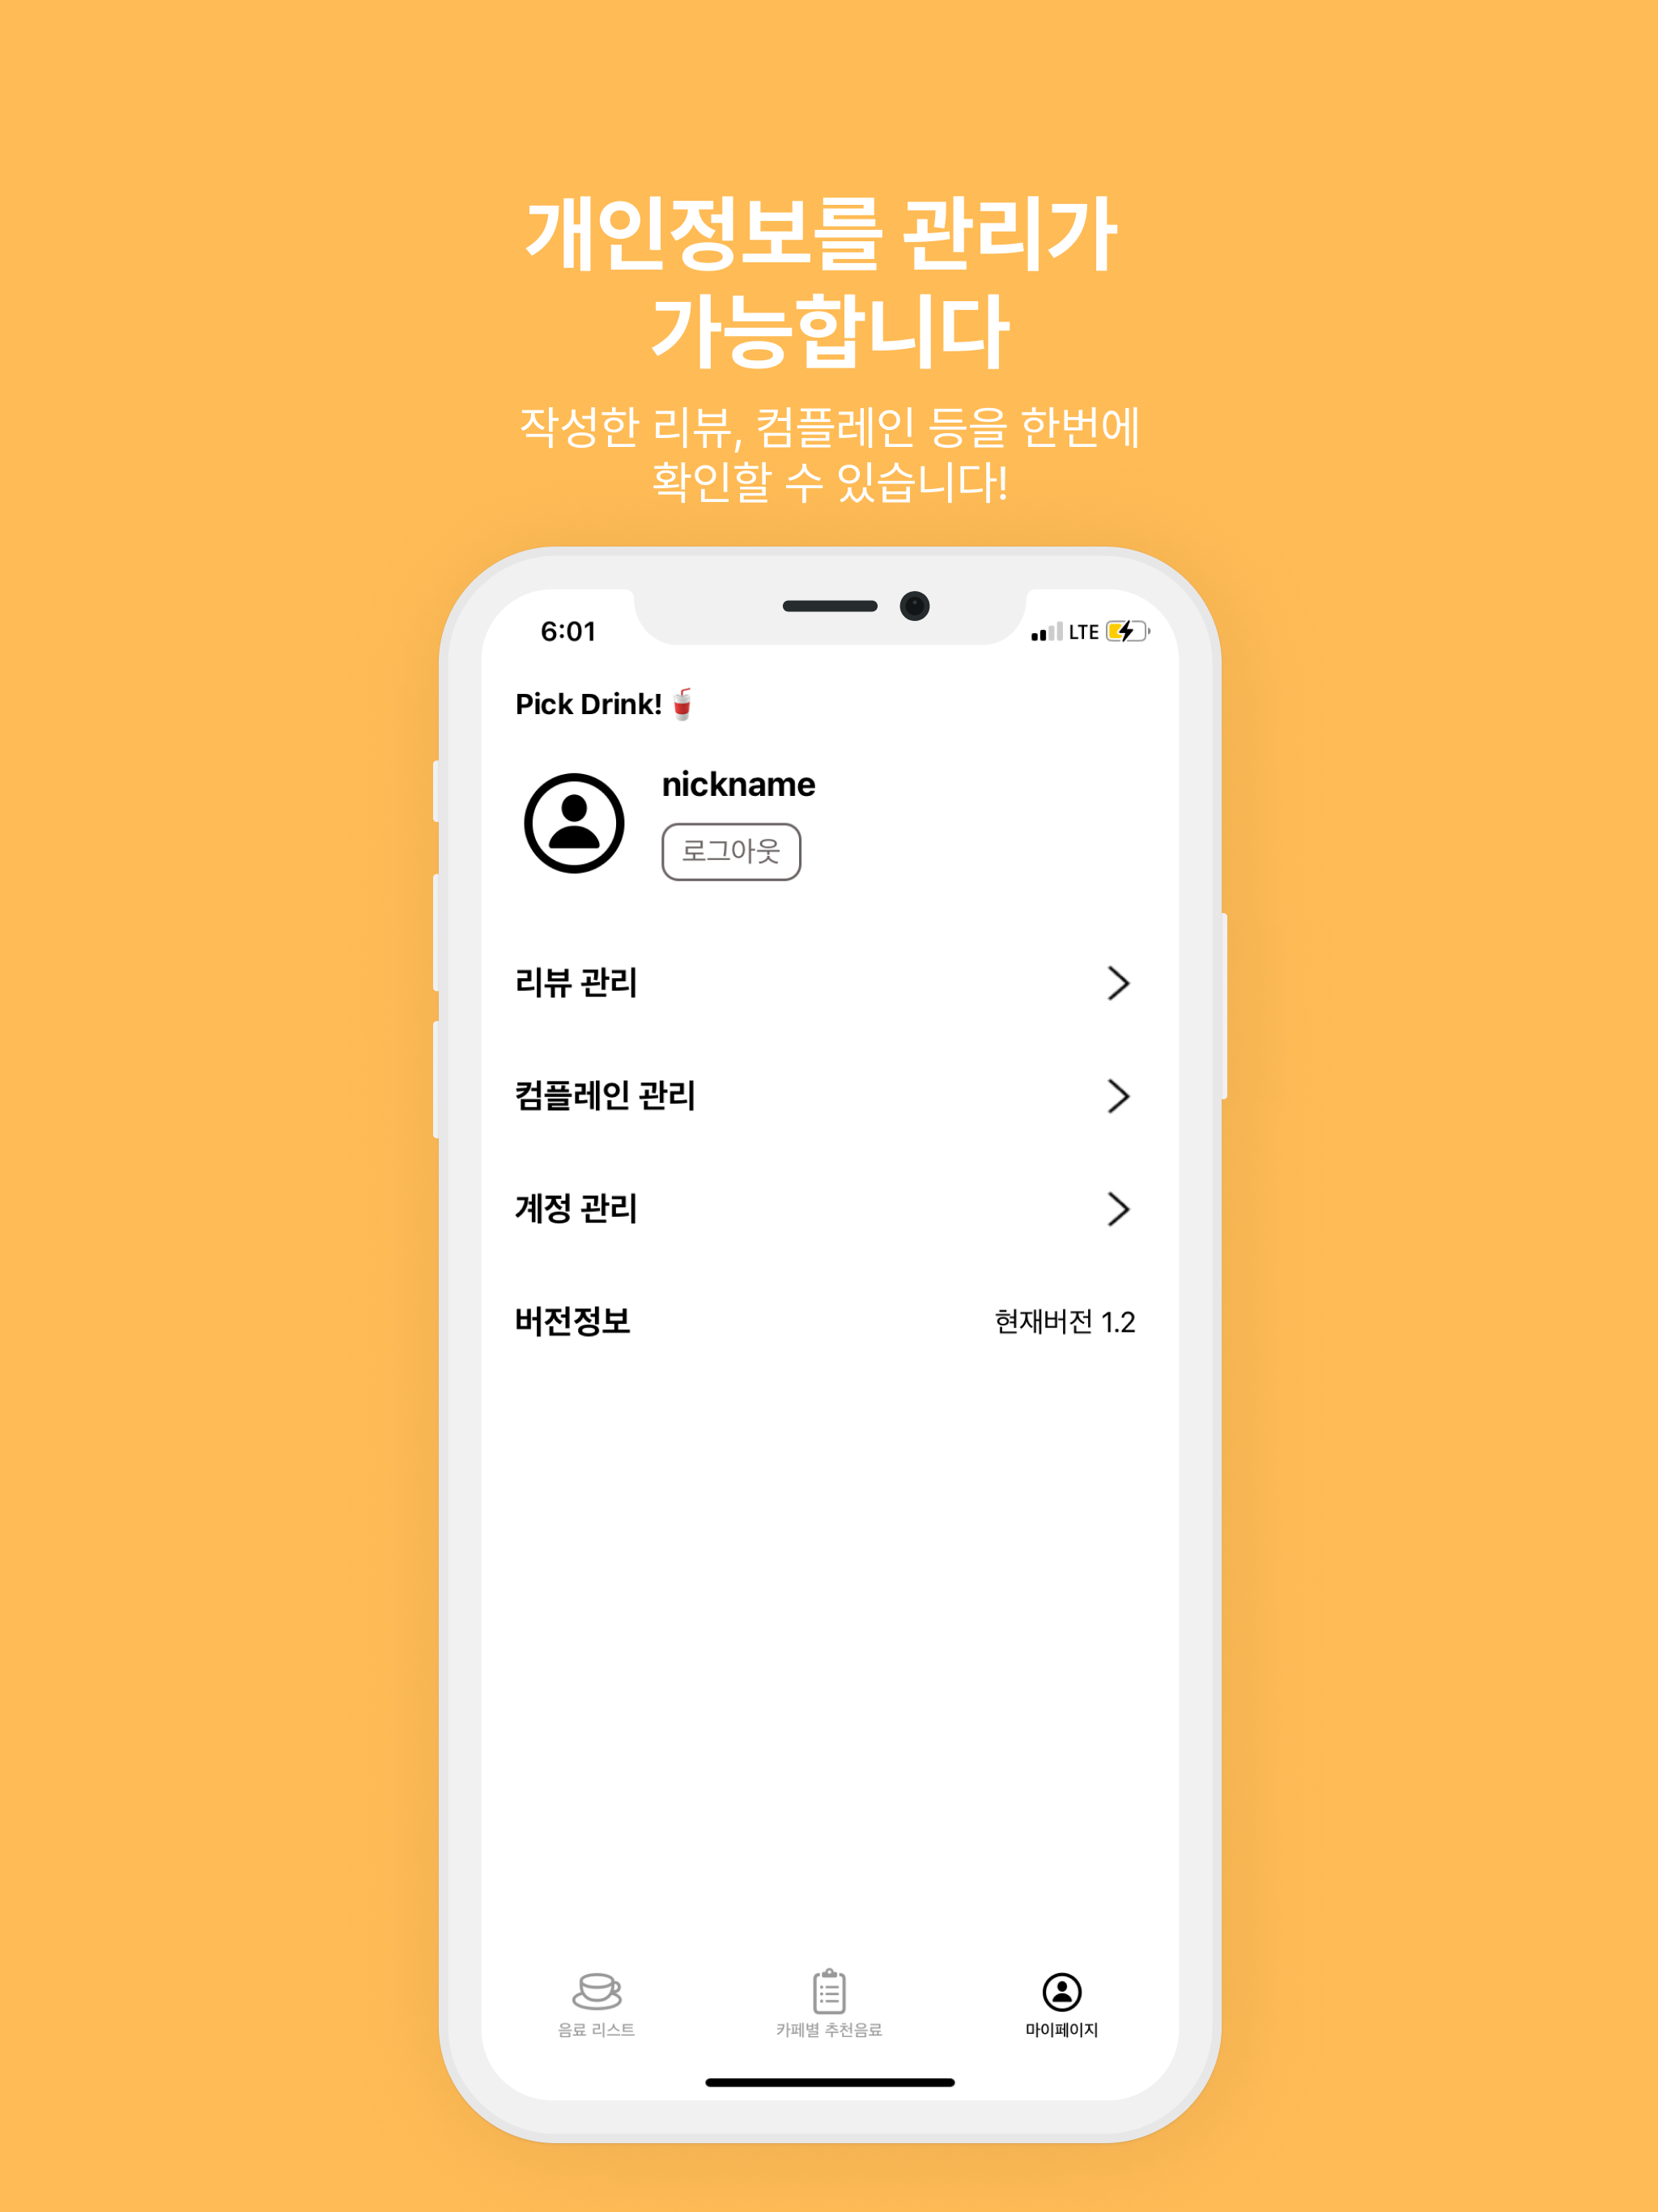 개인정보를 관리가
가능합니다
작성한 리뷰, 컴플레인 등을 한번에
확인할 수 있습니다!
6:01 LTE
Pick Drink!
nickname
로그아웃
리뷰 관리
컴플레인 관리
계정 관리
버전정보 현재버전 1.2
음료 리스트 카페별 추천음료 마이페이지